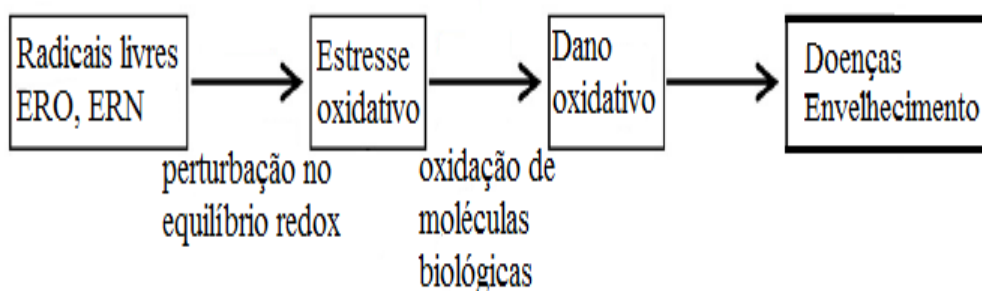 Radicais livres
ERO, ERN
perturbação no
equilíbrio redox
Estresse
oxidativo
oxidação de
moléculas
biológicas
Dano
oxidativo
Doenças
Envelhecimento